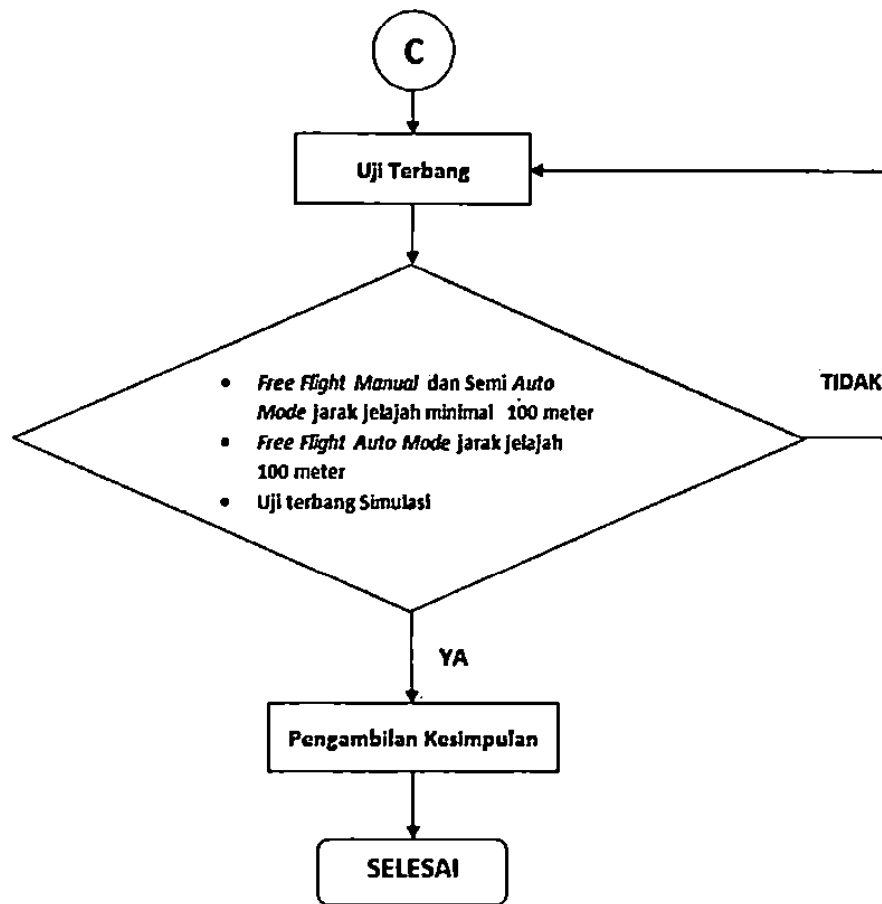 C
Uji Terbang
• Free Flight Manual dan Semi Auto
Mode jarak jelajah minimal 100 meter
• Free Flight Auto Mode jarak jelajah
100 meter
• Uji terbang Simulasi
TIDAK
YA
Pengambilan Kesimpulan
SELESAI